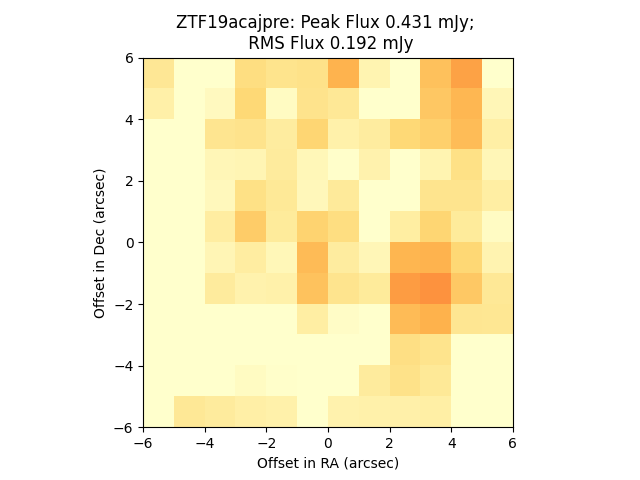 ZTF19acajpre: Peak Flux 0.431 mJy;
RMS Flux 0.192 mJy
6
4
2
0
−2
−4
−6
Offset in Dec (arcsec)
−6 −4 −2 0 2 4 6
Offset in RA (arcsec)